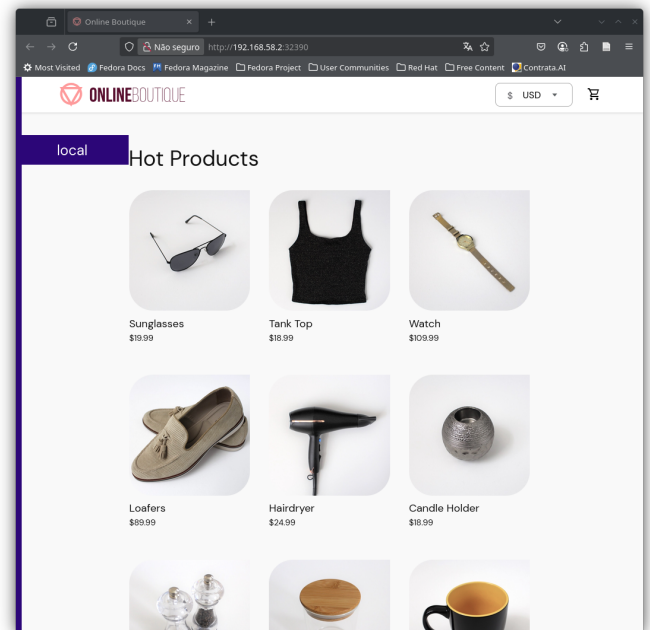 Online Boutique
Não seguro http://192.168.58.2:32390
Most Visited Fedora Docs Fedora Magazine Fedora Project User Communities Red Hat Free Content Contrata.AI
ONLINEBOUTIQUE $ USD
local
Hot Products
Sunglasses Tank Top Watch
$19.99 $18.99 $109.99
Loafers Hairdryer Candle Holder
$89.99 $24.99 $18.99